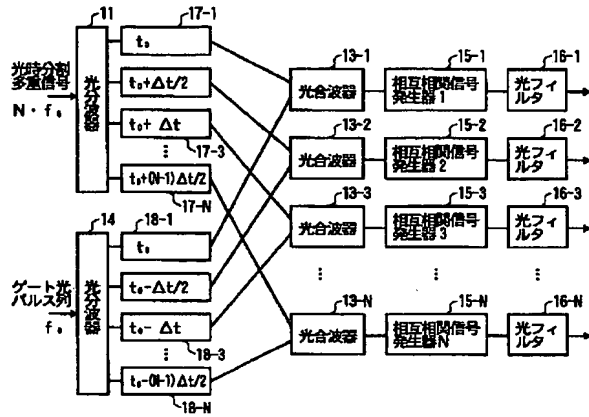 11
17-1
光時分割
多重信号
N・f₀
光分波器
t₀
t₀+Δt/2
t₀+ Δt
⋮
17-3
t₀+(N-1)Δt/2
17-N
14
18-1
ゲート光
パルス列
f₀
光分波器
t₀
t₀-Δt/2
t₀- Δt
⋮
18-3
t₀-(N-1)Δt/2
18-N
13-1
光合波器
15-1
相互相関信号
発生器1
16-1
光フィ
ルタ
13-2
光合波器
15-2
相互相関信号
発生器2
16-2
光フィ
ルタ
13-3
光合波器
15-3
相互相関信号
発生器3
16-3
光フィ
ルタ
⋮
⋮
⋮
13-N
光合波器
15-N
相互相関信号
発生器N
16-N
光フィ
ルタ